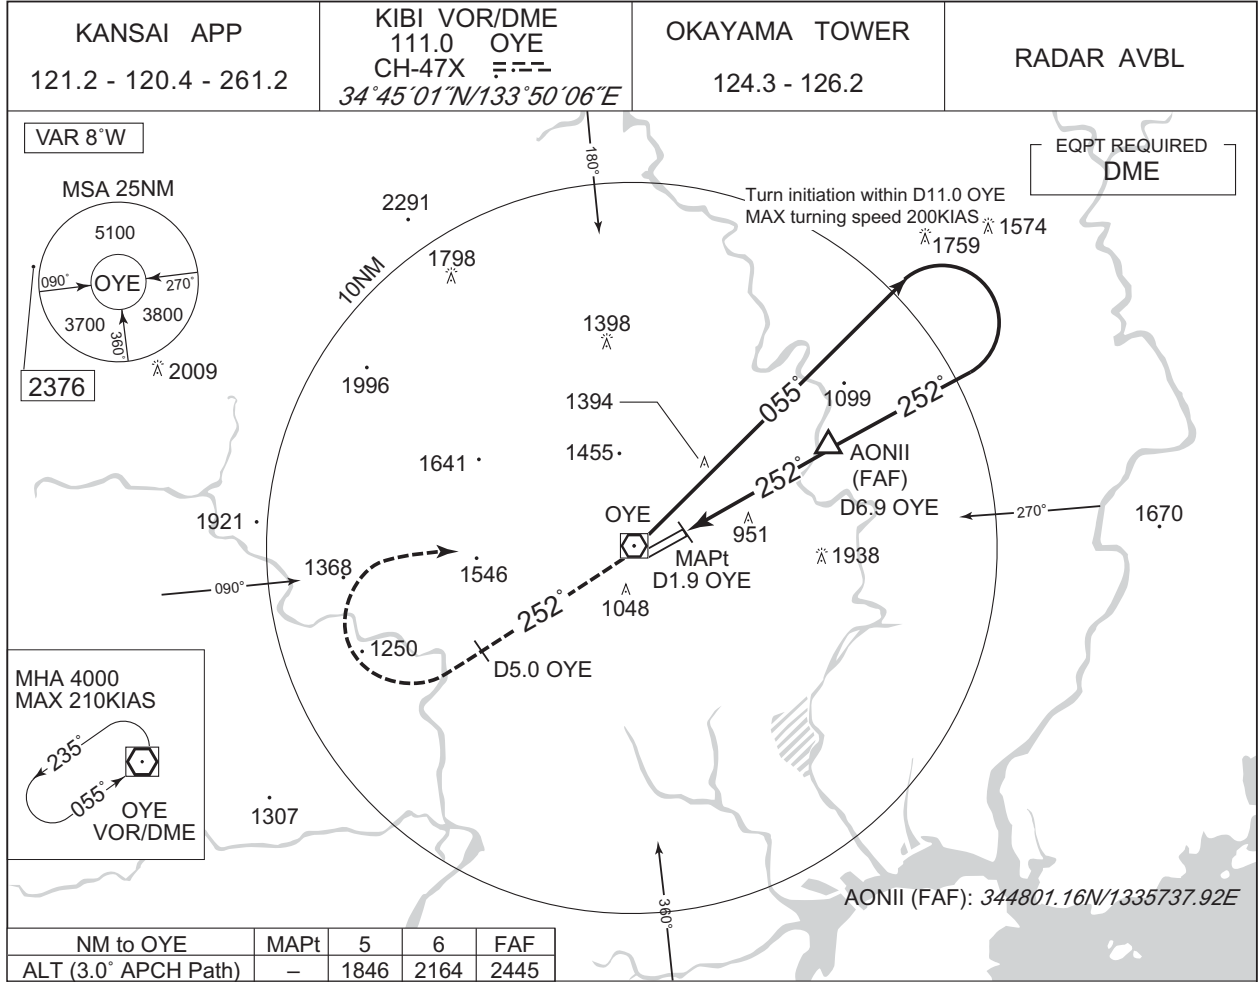 KANSAI APP
121.2 - 120.4 - 261.2
KIBI VOR/DME
111.0 OYE
CH-47X
34°45´01˝N/133°50´06˝E
OKAYAMA TOWER
124.3 - 126.2
RADAR AVBL
VAR 8°W
MSA 25NM
5100
OYE
090°
270°
3700
3800
360°
2376
2009
EQPT REQUIRED
DME
180°
Turn initiation within D11.0 OYE
MAX turning speed 200KIAS
1574
1759
2291
1798
10NM
1398
1996
1394
055°
1099
252°
1455
1641
AONII
(FAF)
D6.9 OYE
252°
1921
OYE
951
270°
1670
MAPt
D1.9 OYE
1938
1368
1546
090°
1048
252°
1250
D5.0 OYE
MHA 4000
MAX 210KIAS
235°
055°
OYE
VOR/DME
1307
360°
AONII (FAF): 344801.16N/1335737.92E
NM to OYE MAPt 5 6 FAF
ALT (3.0° APCH Path) – 1846 2164 2445